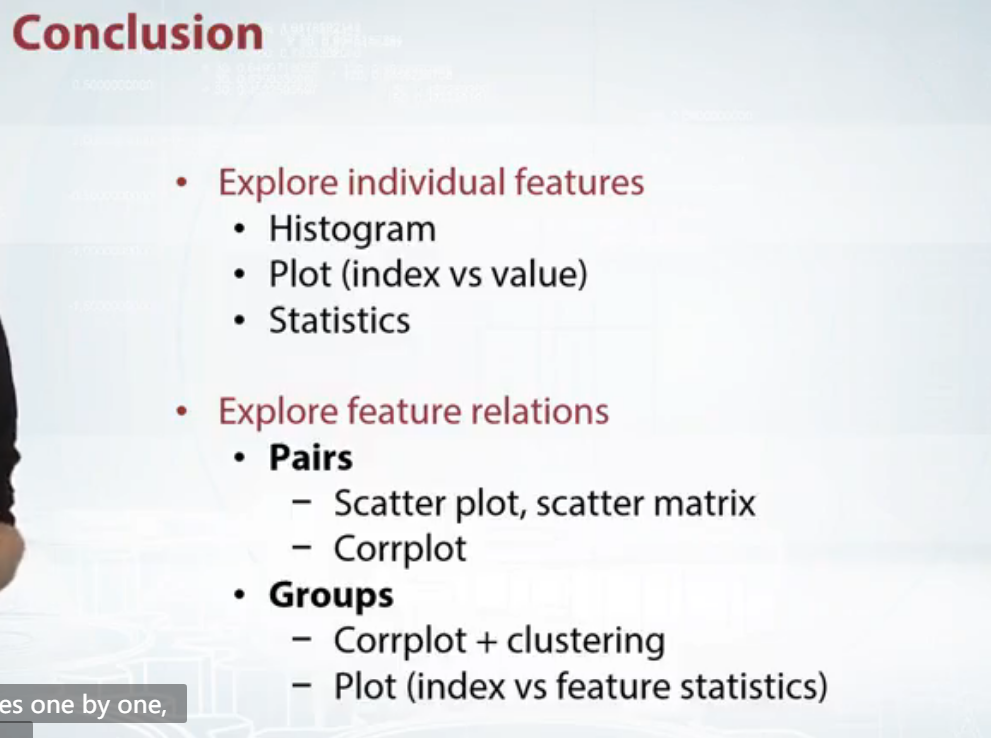 Conclusion
• Explore individual features
• Histogram
• Plot (index vs value)
• Statistics
• Explore feature relations
• Pairs
– Scatter plot, scatter matrix
– Corrplot
• Groups
– Corrplot + clustering
– Plot (index vs feature statistics)
es one by one,